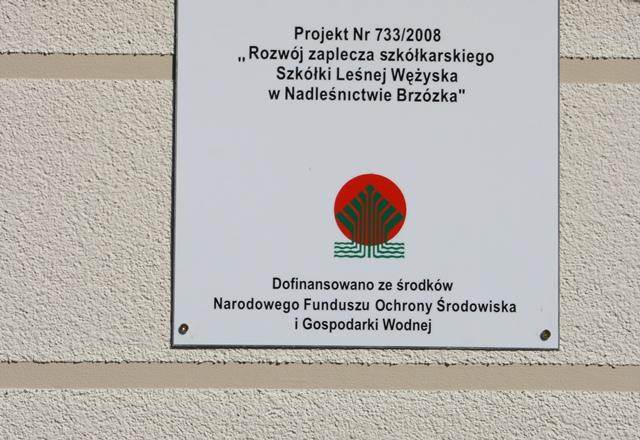 Projekt Nr 733/2008
„Rozwój zaplecza szkółkarskiego
Szkółki Leśnej Wężyska
w Nadleśnictwie Brzózka"
Dofinansowano ze środków
Narodowego Funduszu Ochrony Środowiska
i Gospodarki Wodnej